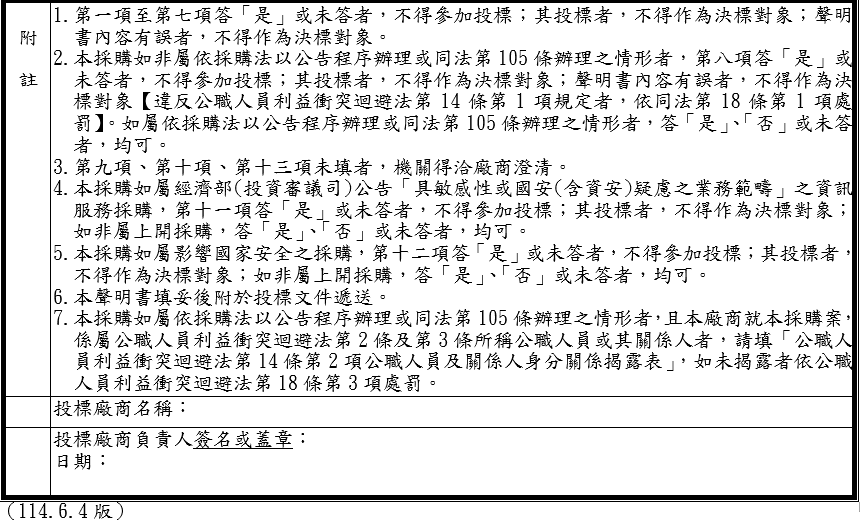 附註
1.第一項至第七項答「是」或未答者，不得參加投標；其投標者，不得作為決標對象；聲明
書內容有誤者，不得作為決標對象。
2.本採購如非屬依採購法以公告程序辦理或同法第105條辦理之情形者，第八項答「是」或
未答者，不得參加投標；其投標者，不得作為決標對象；聲明書內容有誤者，不得作為決
標對象【違反公職人員利益衝突迴避法第14條第1項規定者，依同法第18條第1項處
罰】。如屬依採購法以公告程序辦理或同法第105條辦理之情形者，答「是」、「否」或未答
者，均可。
3.第九項、第十項、第十三項未填者，機關得洽廠商澄清。
4.本採購如屬經濟部(投資審議司)公告「具敏感性或國安(含資安)疑慮之業務範疇」之資訊
服務採購，第十一項答「是」或未答者，不得參加投標；其投標者，不得作為決標對象；
如非屬上開採購，答「是」、「否」或未答者，均可。
5.本採購如屬影響國家安全之採購，第十二項答「是」或未答者，不得參加投標；其投標者，
不得作為決標對象；如非屬上開採購，答「是」、「否」或未答者，均可。
6.本聲明書填妥後附於投標文件遞送。
7.本採購如屬依採購法以公告程序辦理或同法第105條辦理之情形者，且本廠商就本採購案，
係屬公職人員利益衝突迴避法第2條及第3條所稱公職人員或其關係人者，請填「公職人
員利益衝突迴避法第14條第2項公職人員及關係人身分關係揭露表」，如未揭露者依公職
人員利益衝突迴避法第18條第3項處罰。
投標廠商名稱：
投標廠商負責人簽名或蓋章：
日期：
（114.6.4版）